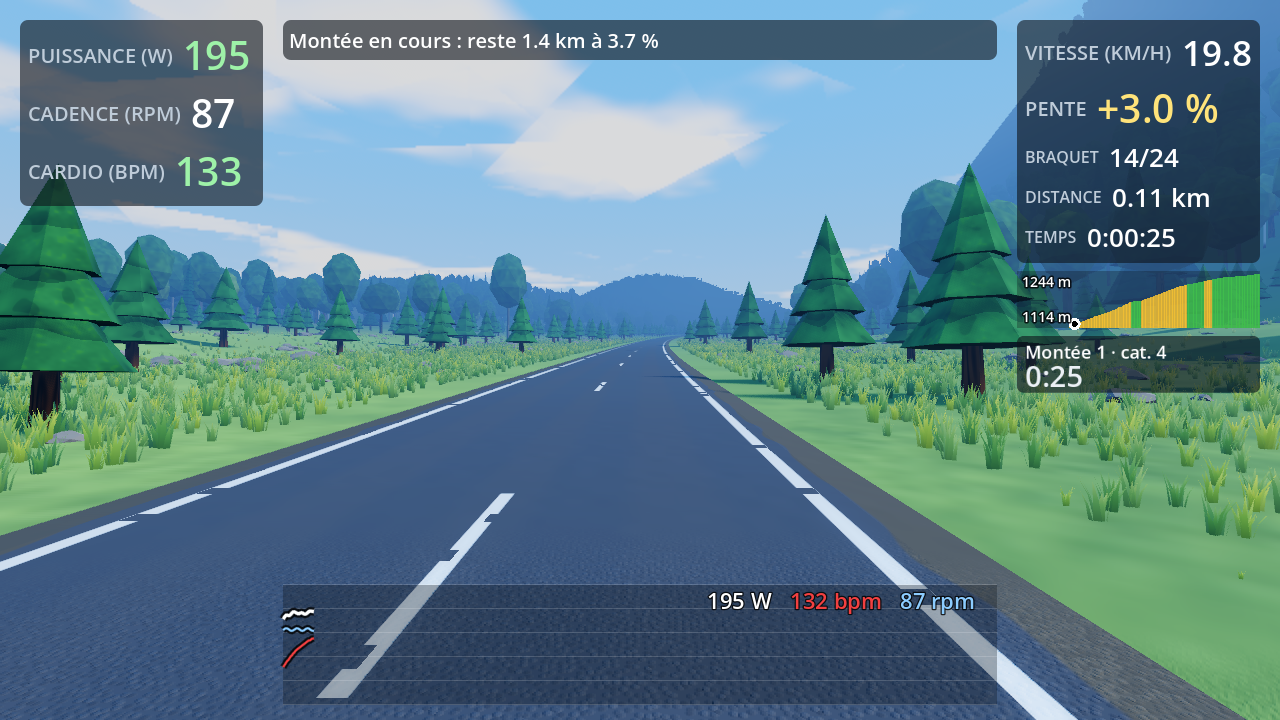 PUISSANCE (W) 195
CADENCE (RPM) 87
CARDIO (BPM) 133
Montée en cours : reste 1.4 km à 3.7 %
VITESSE (KM/H) 19.8
PENTE +3.0 %
BRAQUET 14/24
DISTANCE 0.11 km
TEMPS 0:00:25
1244 m
1114 m
Montée 1 · cat. 4
0:25
195 W 132 bpm 87 rpm